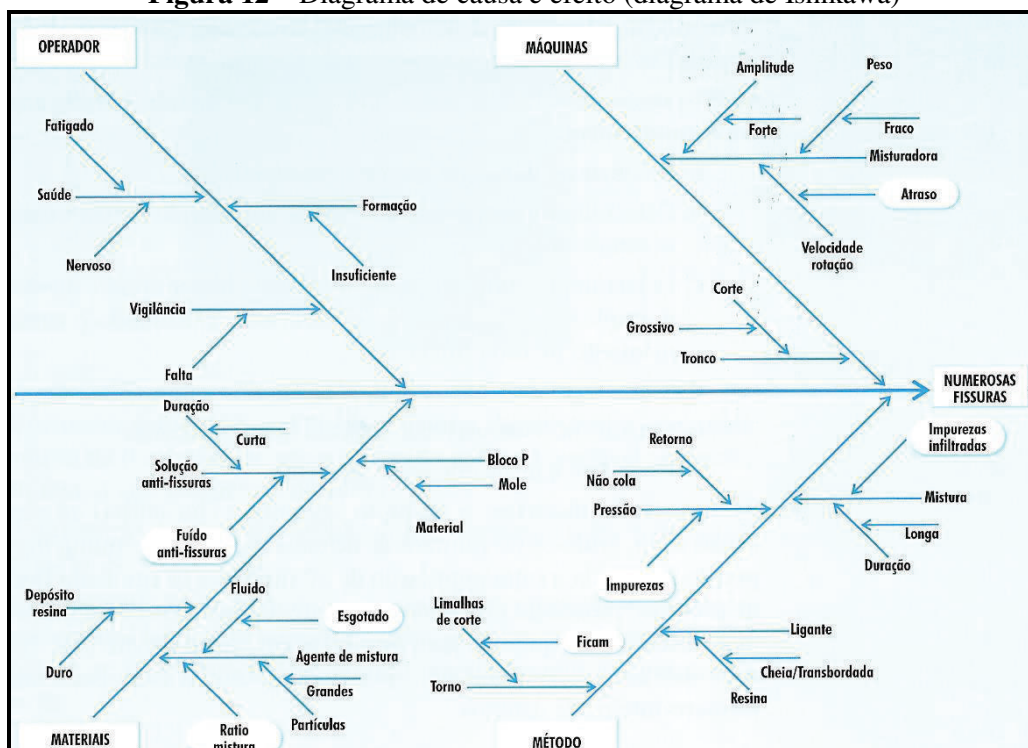 Figura 12 – Diagrama de causa e efeito (diagrama de Ishikawa)
OPERADOR
MÁQUINAS
Amplitude
Peso
Fatigado
Forte
Fraco
Misturadora
Saúde
Formação
Atraso
Nervoso
Insuficiente
Velocidade
rotação
Corte
Vigilância
Grossivo
Tronco
Falta
NUMEROSAS
FISSURAS
Duração
Curta
Retorno
Impurezas
infiltradas
Solução
anti-fissuras
Bloco P
Mole
Não cola
Mistura
Pressão
Material
Longa
Fuído
anti-fissuras
Duração
Impurezas
Depósito
resina
Fluído
Esgotado
Limalhas
de corte
Ficam
Ligante
Duro
Agente de mistura
Cheia/Transbordada
Grandes
Torno
Resina
Partículas
Ratio
mistura
MATERIAIS
MÉTODO